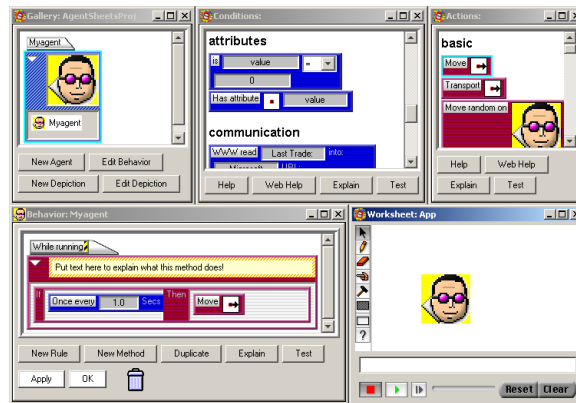 Gallery: AgentSheetsProj
Myagent
Myagent
New Agent
Edit Behavior
New Depiction
Edit Depiction
Conditions:
attributes
is
value
=
0
Has attribute
value
communication
WWW read
Last Trade:
into:
Microsoft
URL:
Help
Web Help
Explain
Test
Actions:
basic
Move
Transport
Move random on
Help
Web Help
Explain
Test
Behavior: Myagent
While running
Put text here to explain what this method does!
If
Once every
1.0
Secs
Then
Move
New Rule
New Method
Duplicate
Explain
Test
Apply
OK
Worksheet: App
?
Reset
Clear